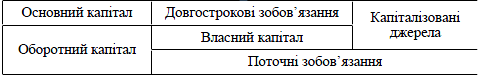 Основний капітал
Довгострокові зобов’язання
Капіталізовані
джерела
Оборотний капітал
Власний капітал
Поточні зобов’язання